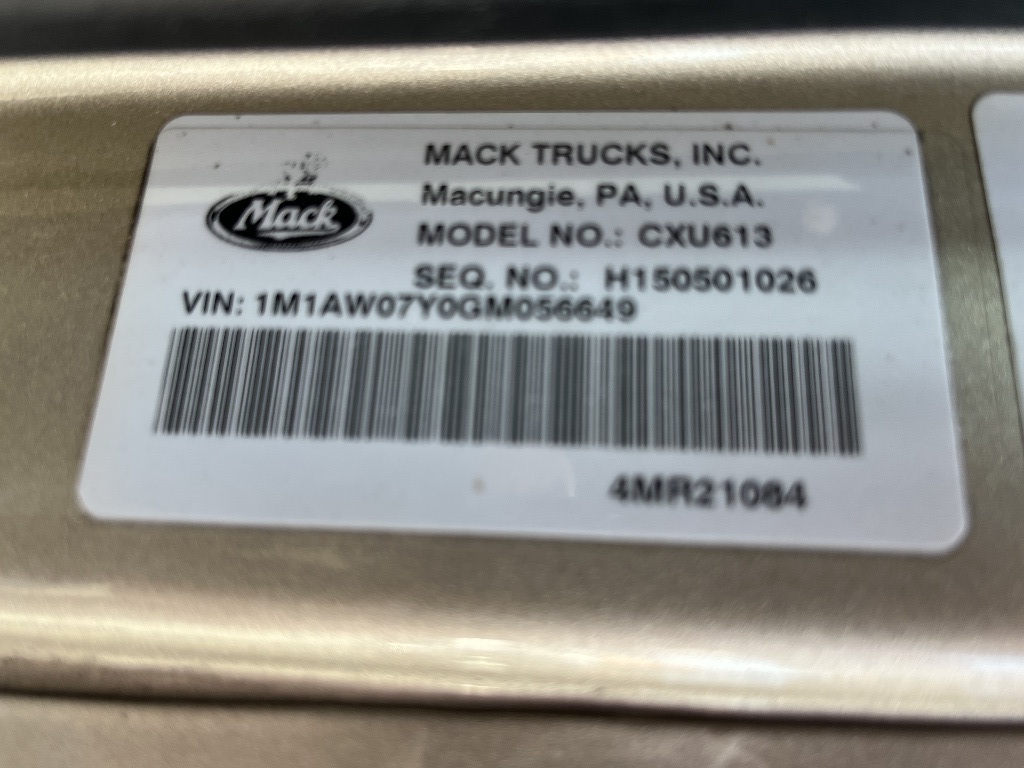 Mack
MACK TRUCKS, INC.
Macungie, PA, U.S.A.
MODEL NO.: CXU613
SEQ. NO.: H150501026
VIN: 1M1AW07Y0GM056649
4MR21084